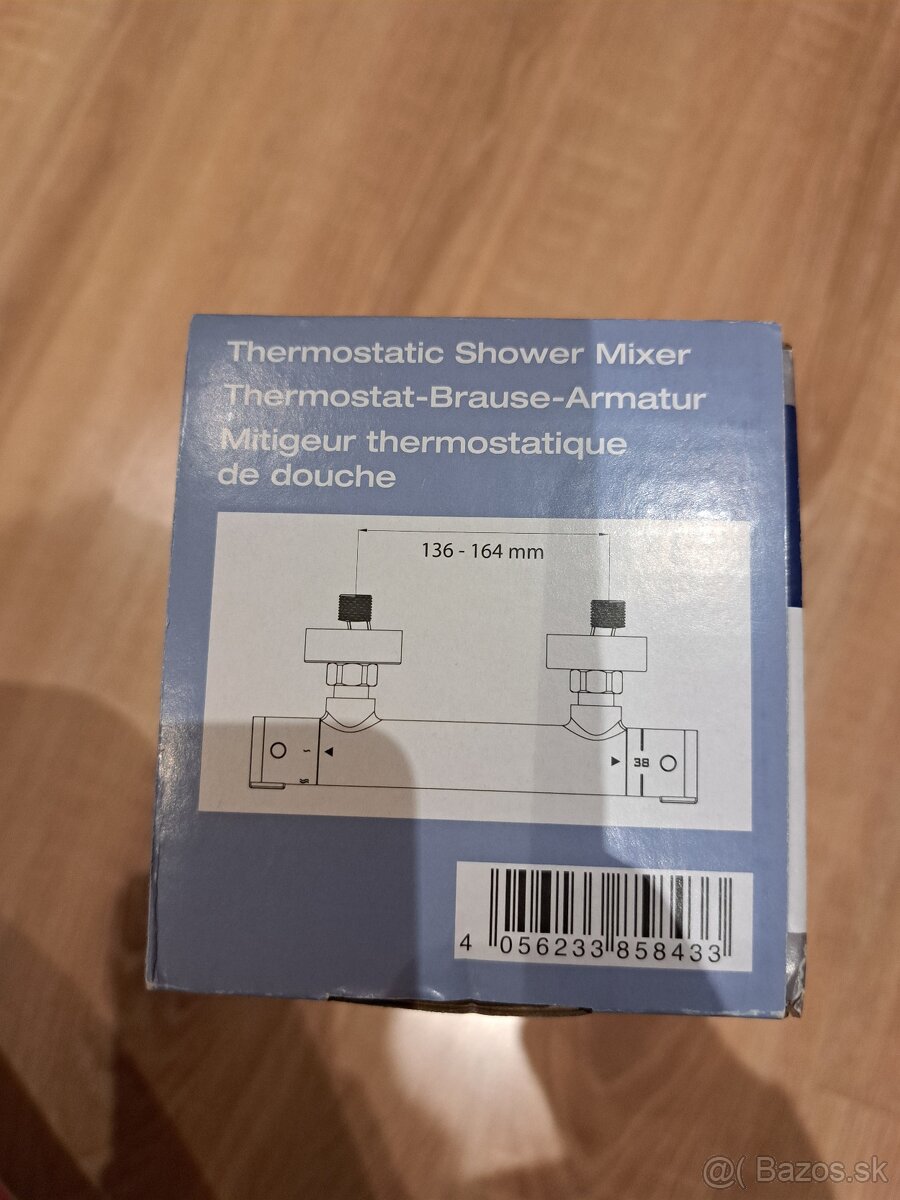 Thermostatic Shower Mixer
Thermostat-Brause-Armatur
Mitigeur thermostatique
de douche
136 - 164 mm
38
4 056233 858433
@( Bazos.sk